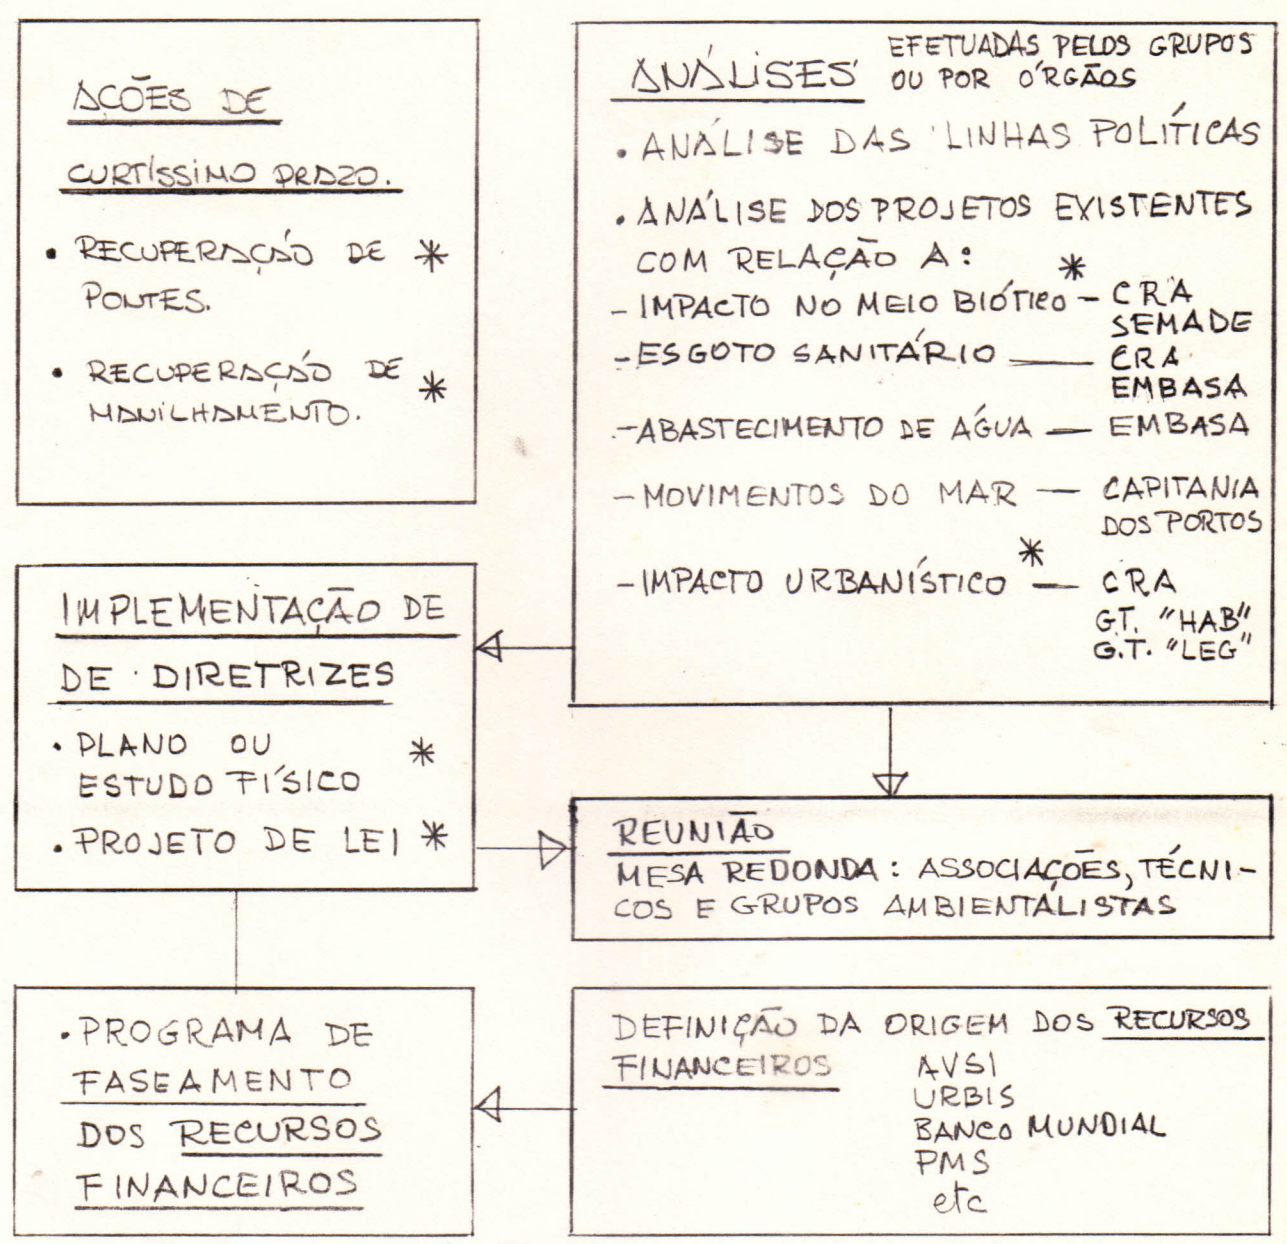 AÇÕES DE
CURTÍSSIMO PRAZO.
• RECUPERAÇÃO DE *
PONTES.
• RECUPERAÇÃO DE *
MANILHAMENTO.
ANÁLISES EFETUADAS PELOS GRUPOS
OU POR ÓRGÃOS
• ANÁLISE DAS LINHAS POLÍTICAS
• ANÁLISE DOS PROJETOS EXISTENTES
COM RELAÇÃO A:
- IMPACTO NO MEIO BIÓTICO * - CRA
SEMADE
- ESGOTO SANITÁRIO — CRA
EMBASA
- ABASTECIMENTO DE ÁGUA — EMBASA
- MOVIMENTOS DO MAR — CAPITANIA
DOS PORTOS
- IMPACTO URBANÍSTICO * — CRA
GT. "HAB"
G.T. "LEG"
IMPLEMENTAÇÃO DE
DE DIRETRIZES
• PLANO OU *
ESTUDO FÍSICO
• PROJETO DE LEI *
REUNIÃO
MESA REDONDA: ASSOCIAÇÕES, TÉCNI-
COS E GRUPOS AMBIENTALISTAS
• PROGRAMA DE
FASEAMENTO
DOS RECURSOS
FINANCEIROS
DEFINIÇÃO DA ORIGEM DOS RECURSOS
FINANCEIROS AVSI
URBIS
BANCO MUNDIAL
PMS
etc